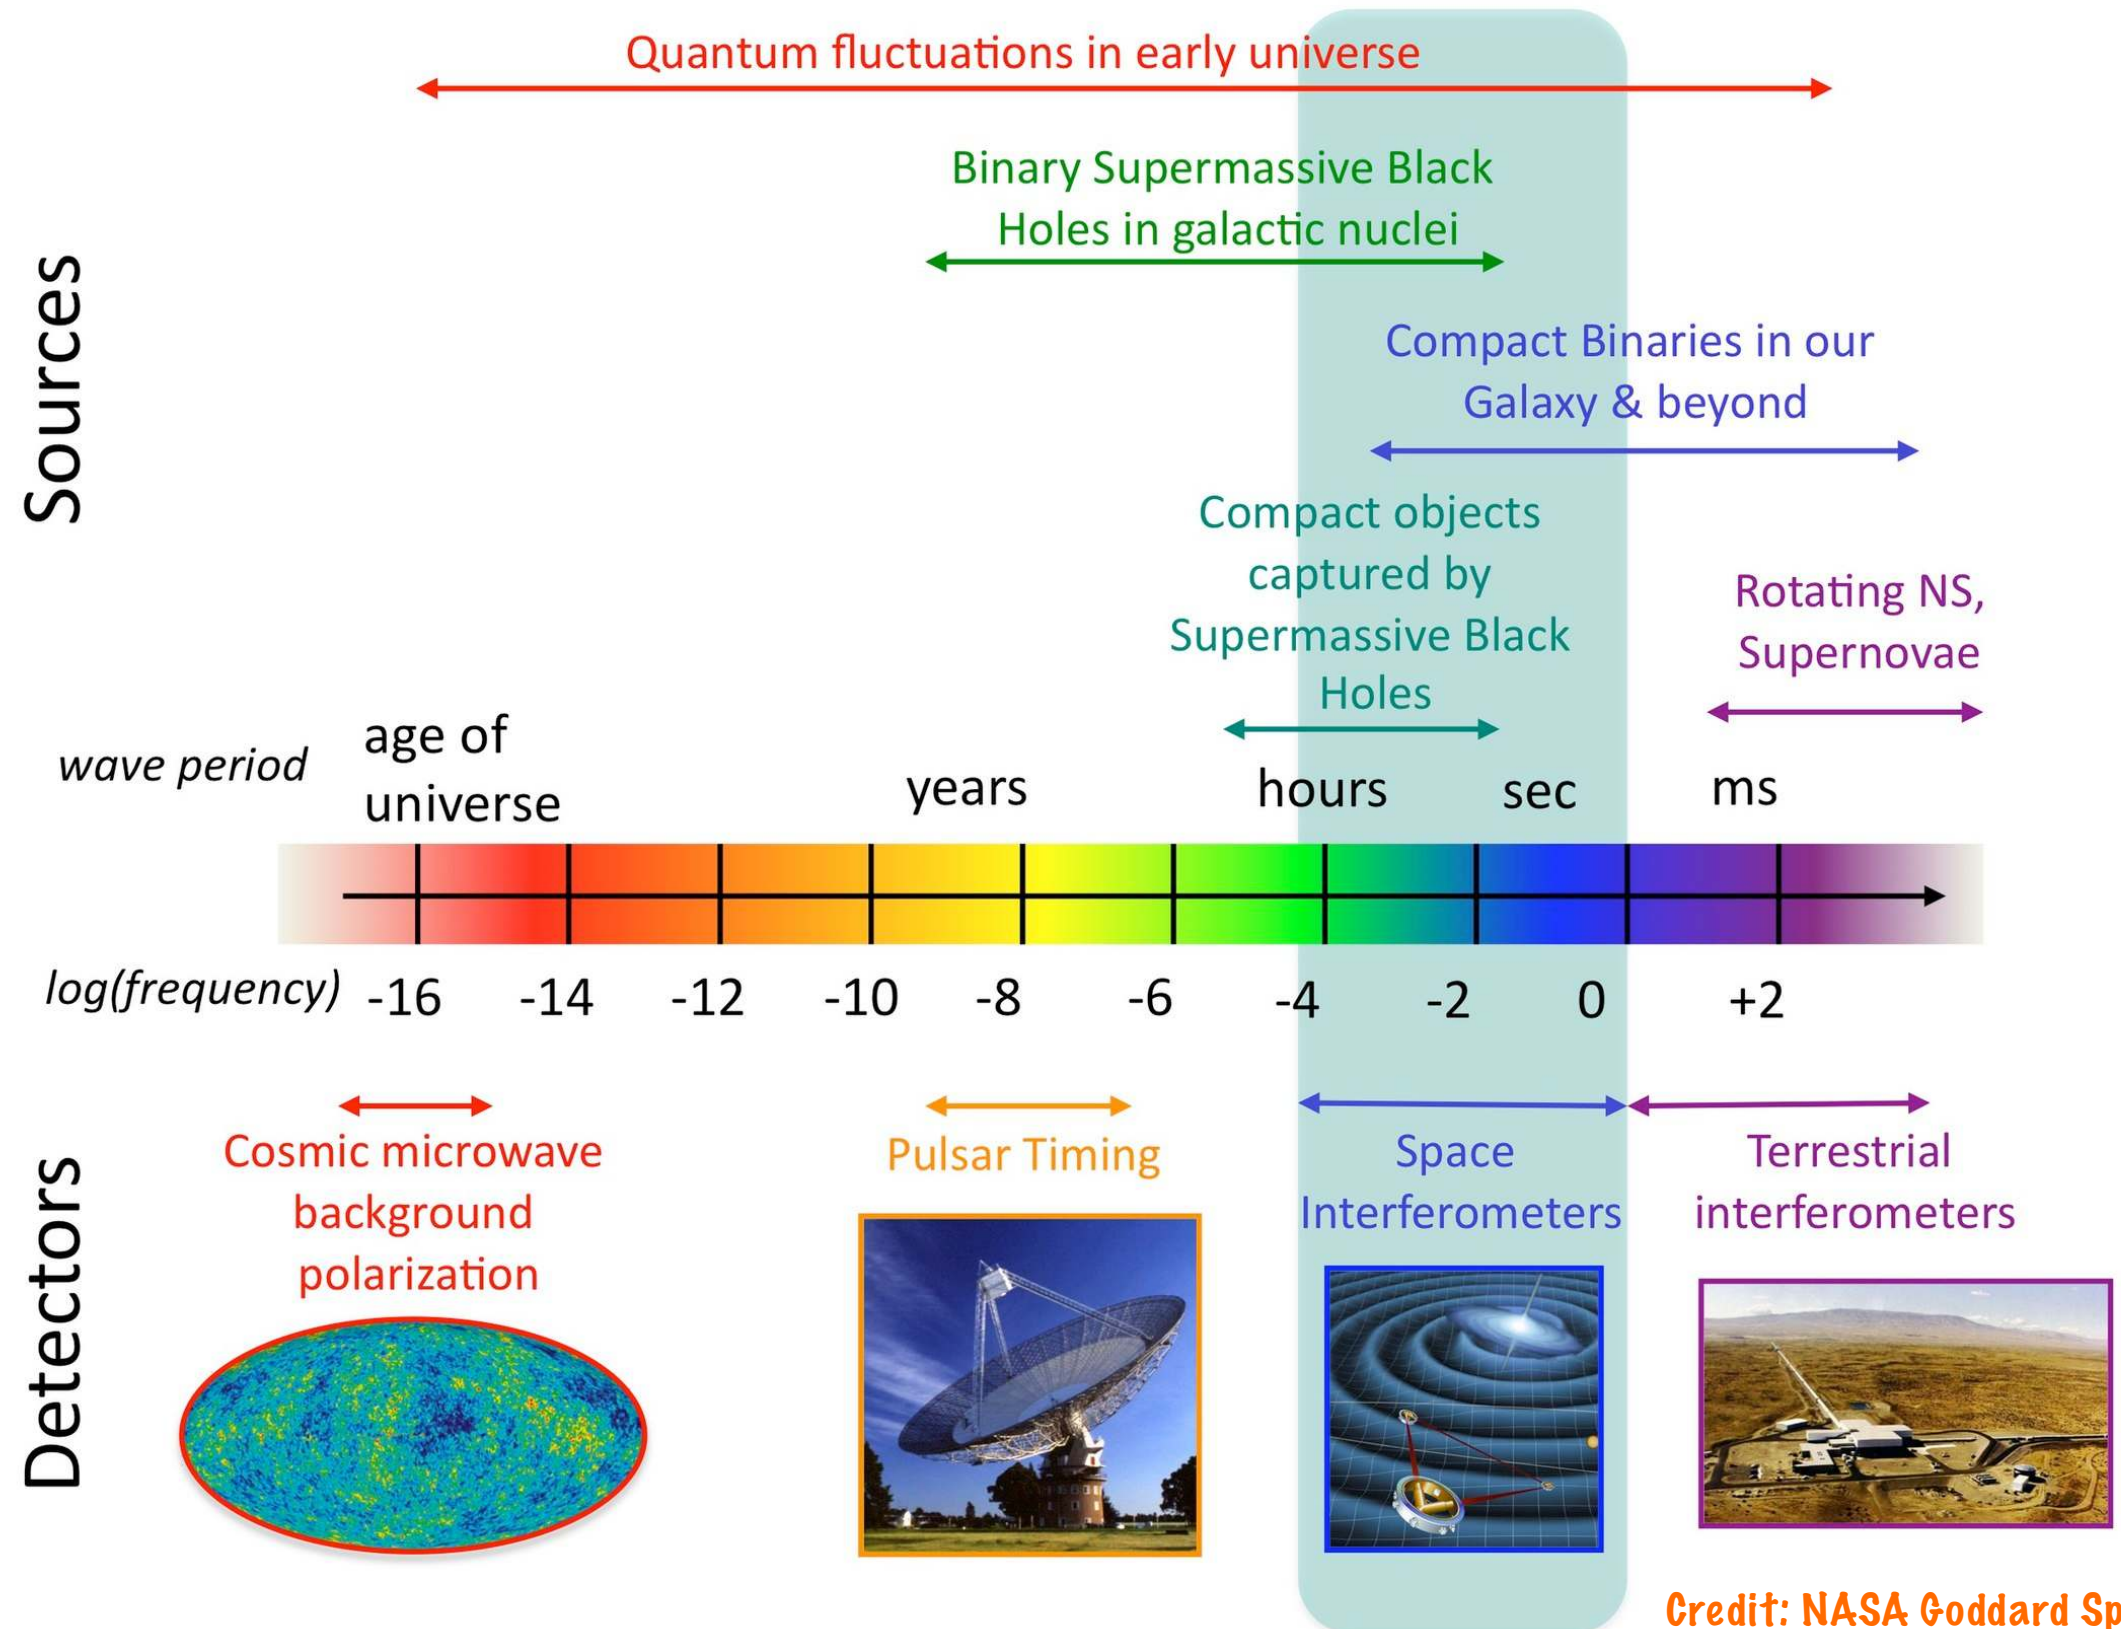 Quantum fluctuations in early universe
Binary Supermassive Black
Holes in galactic nuclei
Compact Binaries in our
Galaxy & beyond
Compact objects
captured by
Supermassive Black
Holes
Rotating NS,
Supernovae
Sources
wave period
age of
universe
years
hours
sec
ms
log(frequency)
-16 -14 -12 -10 -8 -6 -4 -2 0 +2
Detectors
Cosmic microwave
background
polarization
Pulsar Timing
Space
Interferometers
Terrestrial
interferometers
Credit: NASA Goddard Sp